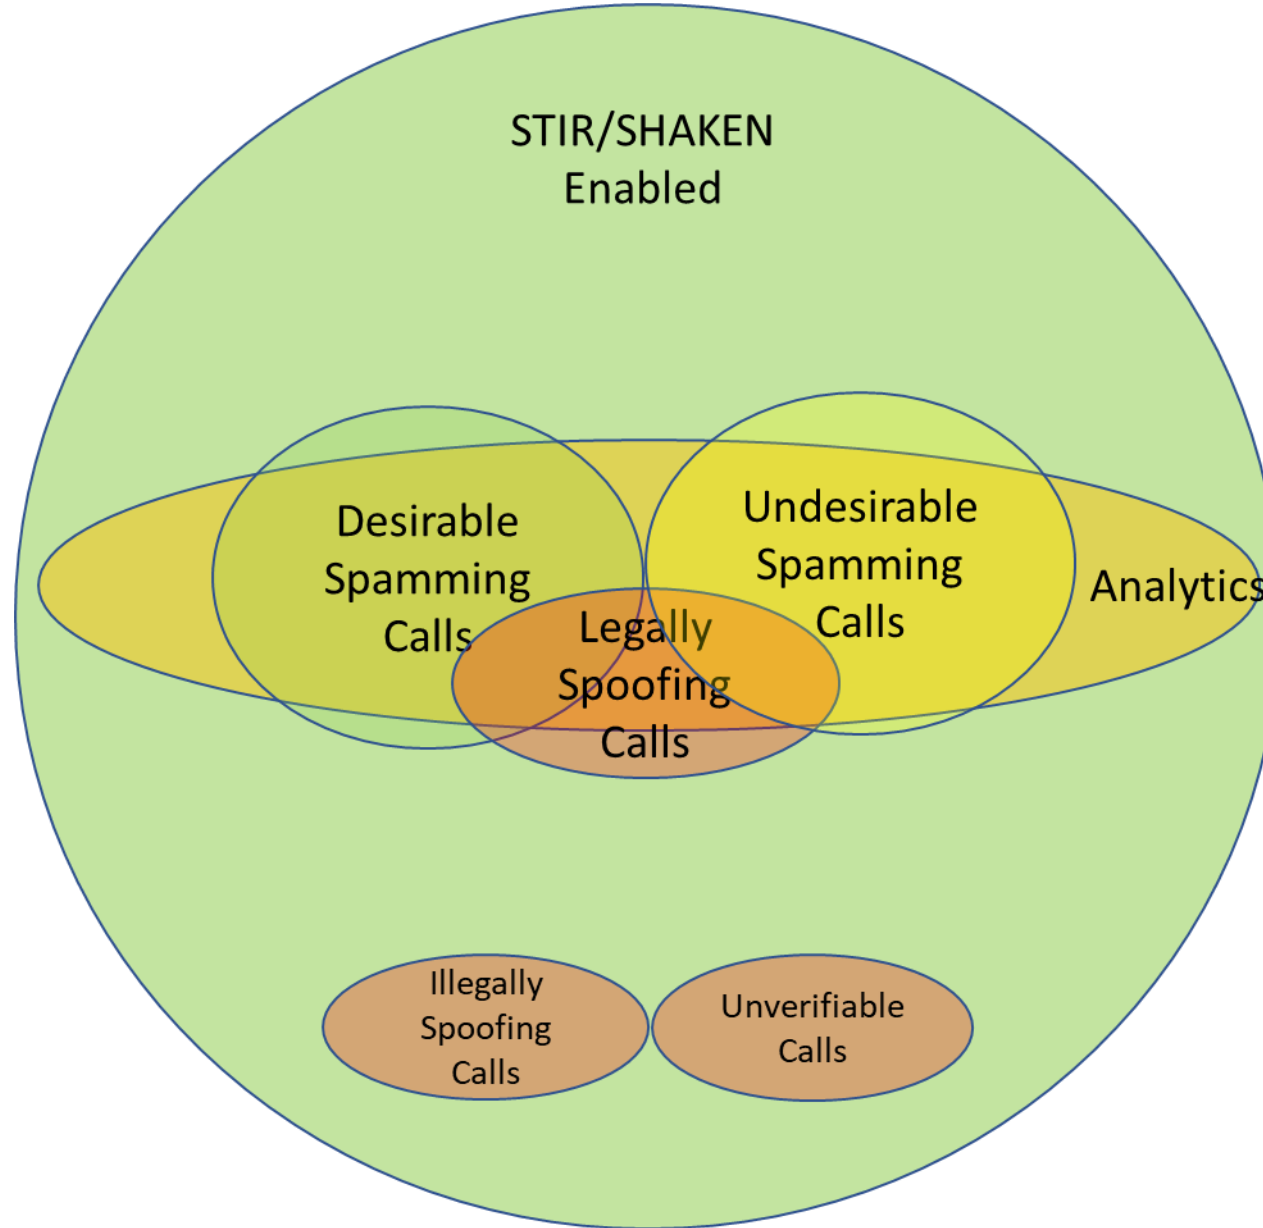 STIR/SHAKEN
Enabled
Desirable
Spamming
Calls
Undesirable
Spamming
Calls
Analytics
Legally
Spoofing
Calls
Illegally
Spoofing
Calls
Unverifiable
Calls